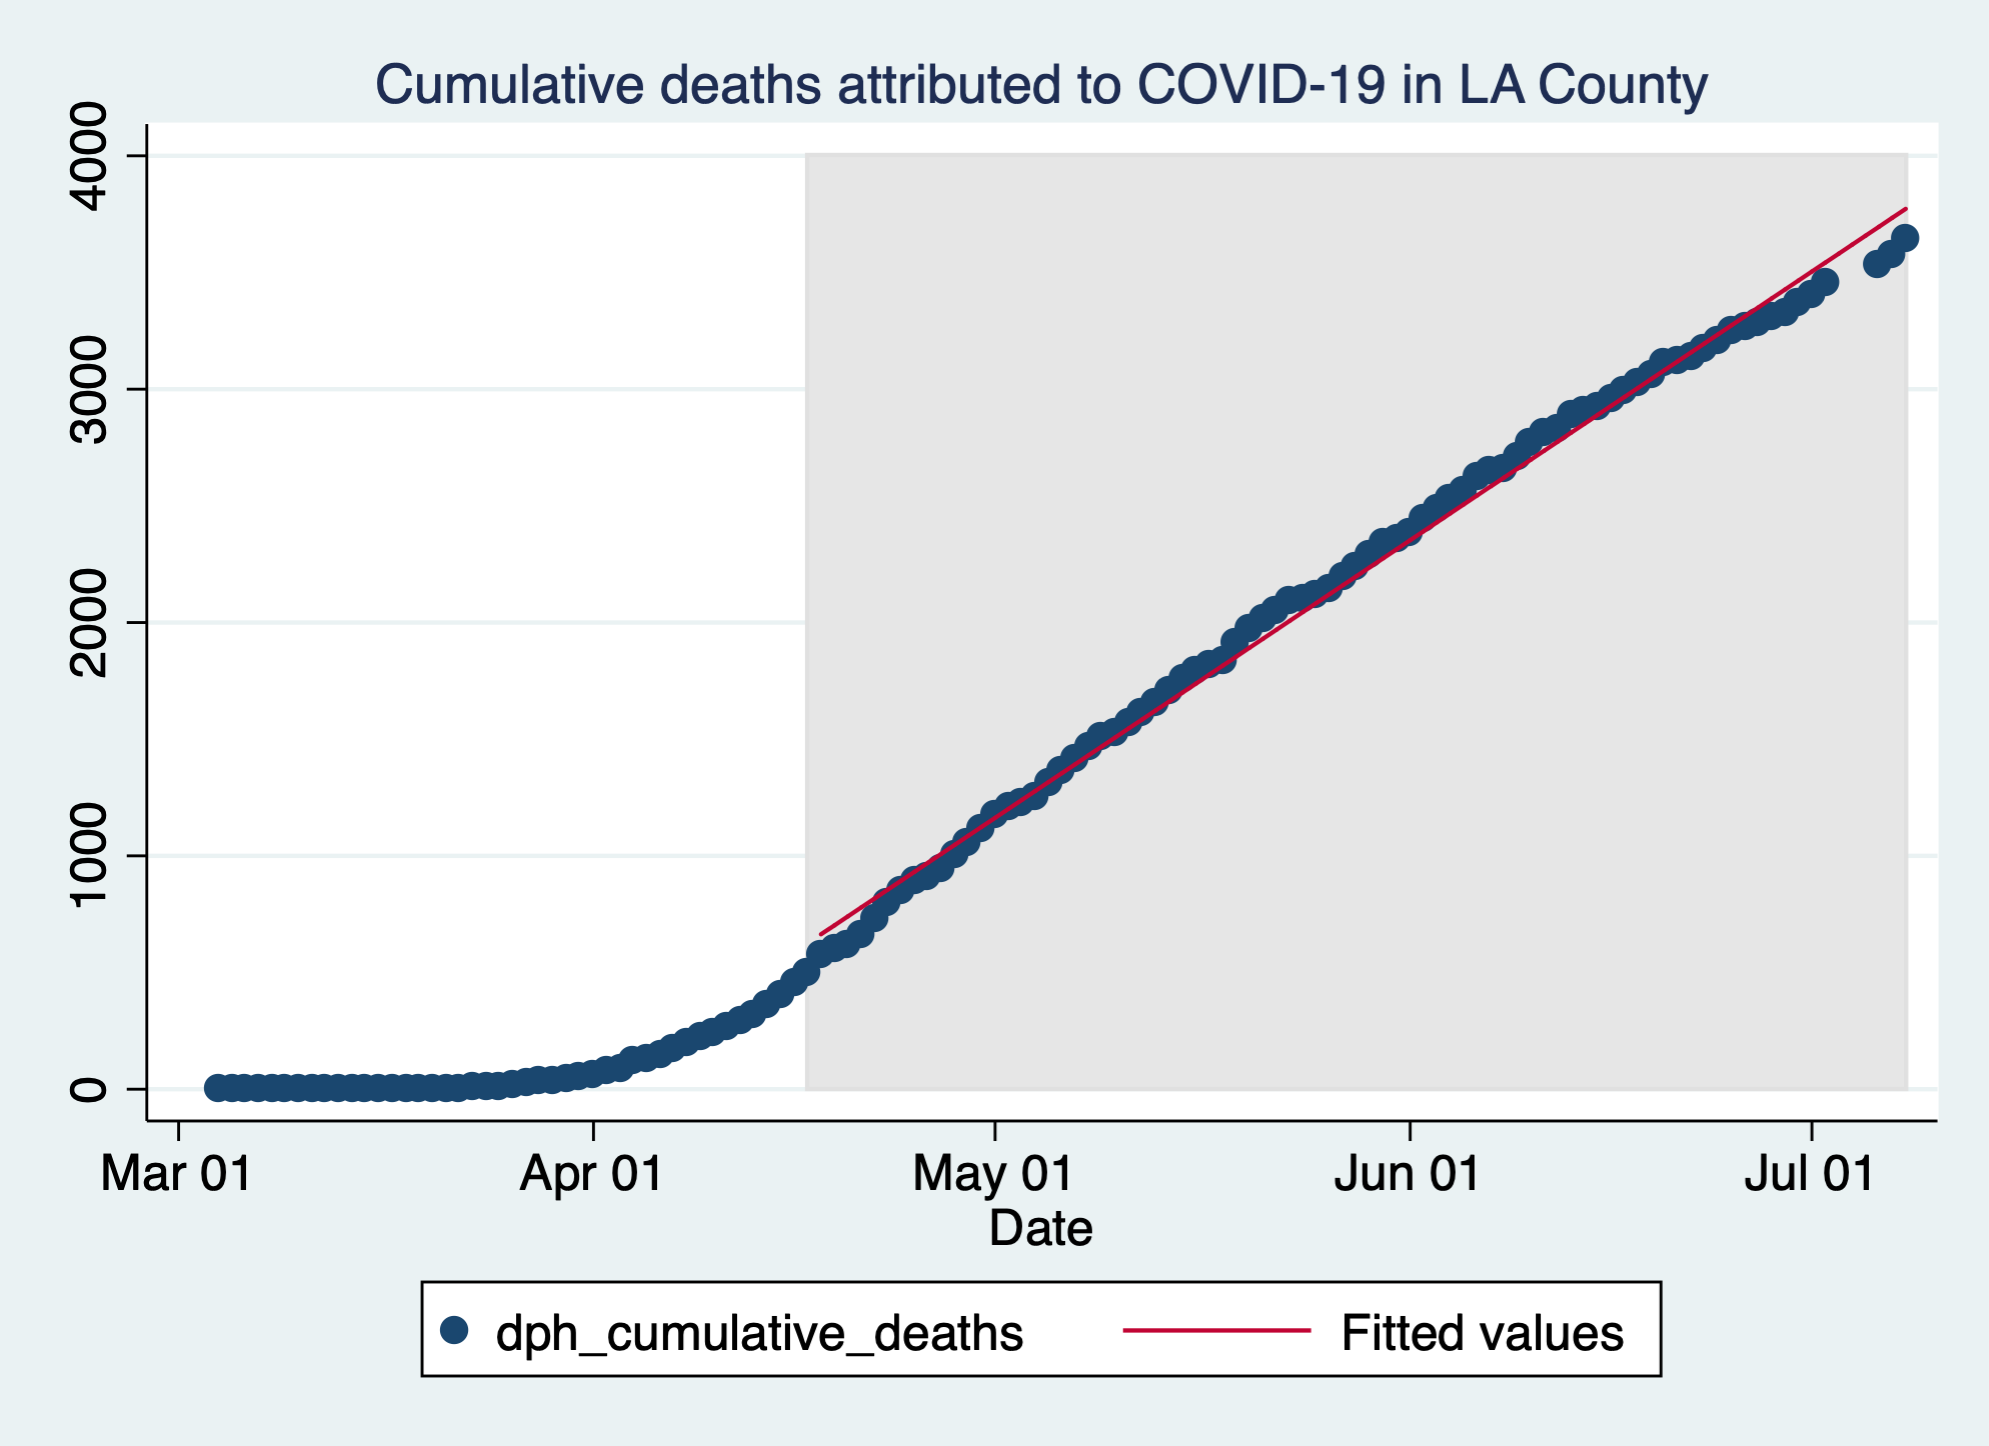 Cumulative deaths attributed to COVID-19 in LA County
4000
3000
2000
1000
0
Mar 01 Apr 01 May 01 Jun 01 Jul 01
Date
dph_cumulative_deaths Fitted values